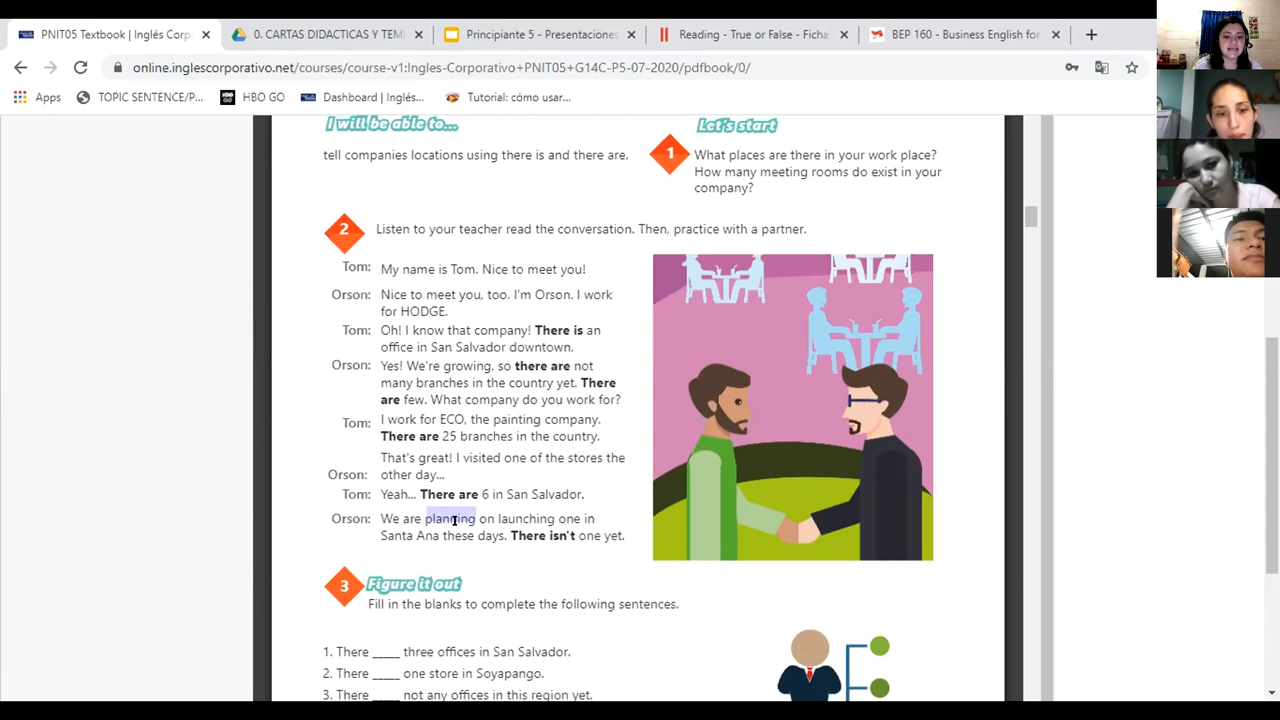 PNIT05 Textbook | Inglés Corpo
0. CARTAS DIDACTICAS Y TEM
Principiante 5 - Presentaciones
Reading - True or False - Ficha
BEP 160 - Business English for
online.inglescorporativo.net/courses/course-v1:Ingles-Corporativo+PNIT05+G14C-P5-07-2020/pdfbook/0/
Apps
TOPIC SENTENCE/P...
HBO GO
Dashboard | Inglés...
Tutorial: cómo usar...
I will be able to...
Let's start
tell companies locations using there is and there are.
1
What places are there in your work place?
How many meeting rooms do exist in your
company?
2
Listen to your teacher read the conversation. Then, practice with a partner.
Tom: My name is Tom. Nice to meet you!
Orson: Nice to meet you, too. I'm Orson. I work
for HODGE.
Tom: Oh! I know that company! There is an
office in San Salvador downtown.
Orson: Yes! We're growing, so there are not
many branches in the country yet. There
are few. What company do you work for?
Tom: I work for ECO, the painting company.
There are 25 branches in the country.
That's great! I visited one of the stores the
Orson: other day...
Tom: Yeah... There are 6 in San Salvador.
Orson: We are planning on launching one in
Santa Ana these days. There isn't one yet.
3
Figure it out
Fill in the blanks to complete the following sentences.
1. There _____ three offices in San Salvador.
2. There _____ one store in Soyapango.
3. There _____ not any offices in this region yet.